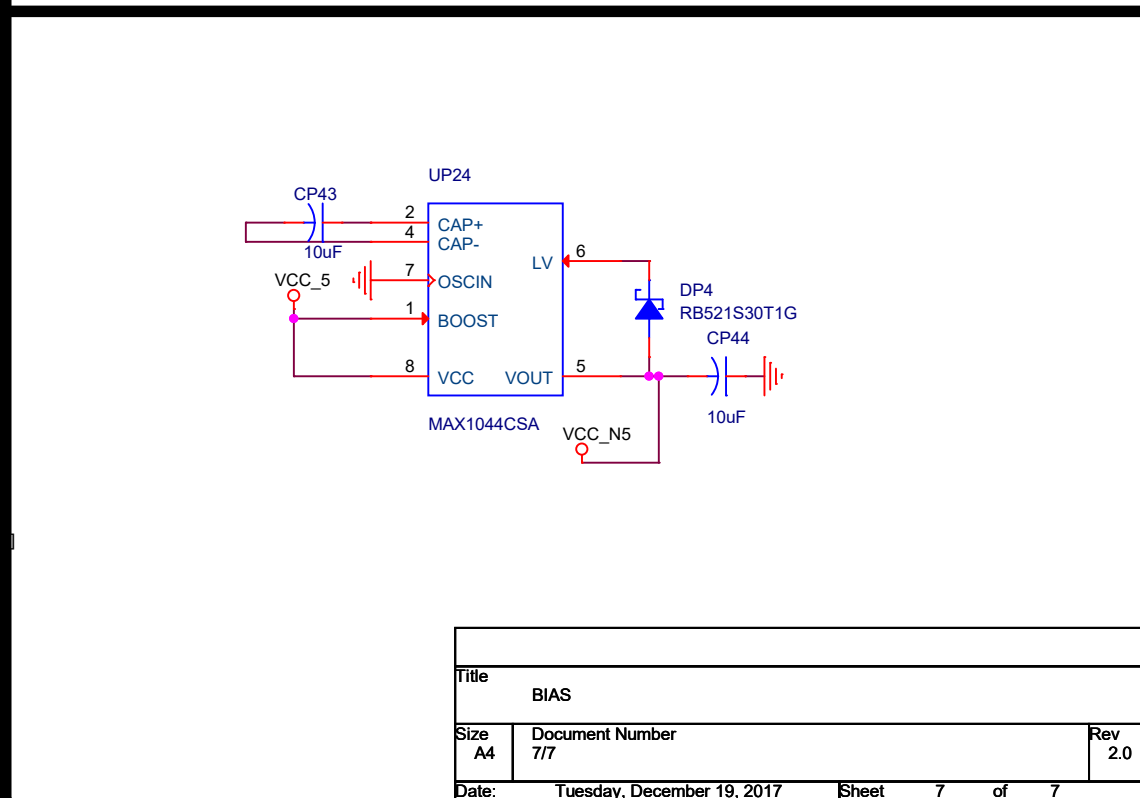 UP24
CP43
2
CAP+
4
CAP-
10uF
6
LV
7
OSCIN
VCC_5
DP4
RB521S30T1G
1
BOOST
CP44
8
VCC
VOUT
5
10uF
MAX1044CSA
VCC_N5
Title
BIAS
Size
Document Number
Rev
A4
7/7
2.0
Date:
Tuesday, December 19, 2017
Sheet
7
of
7